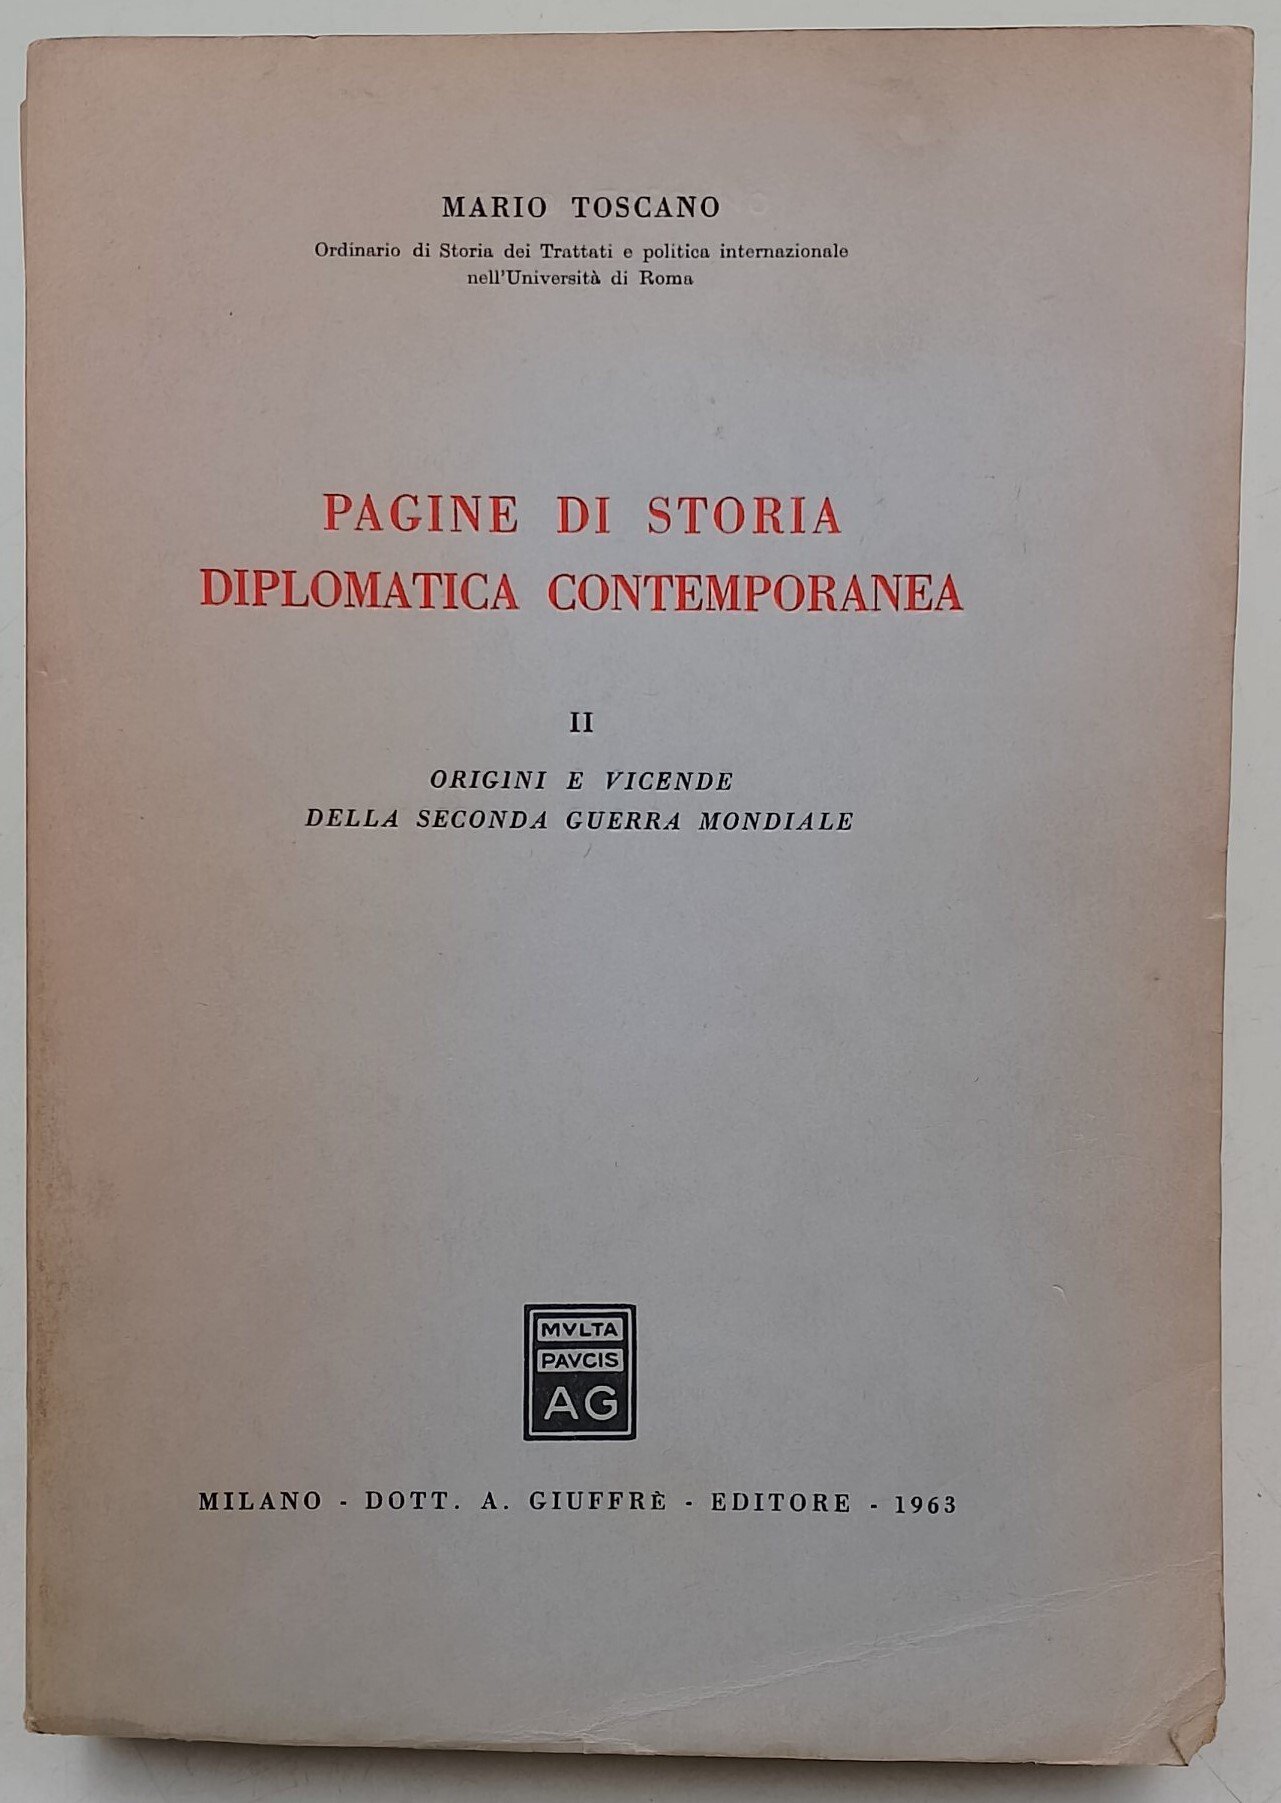 MARIO TOSCANO
Ordinario di Storia dei Trattati e politica internazionale
nell'Università di Roma
PAGINE DI STORIA
DIPLOMATICA CONTEMPORANEA
II
ORIGINI E VICENDE
DELLA SECONDA GUERRA MONDIALE
MVLTA
PAVCIS
AG
MILANO - DOTT. A. GIUFFRÈ - EDITORE - 1963